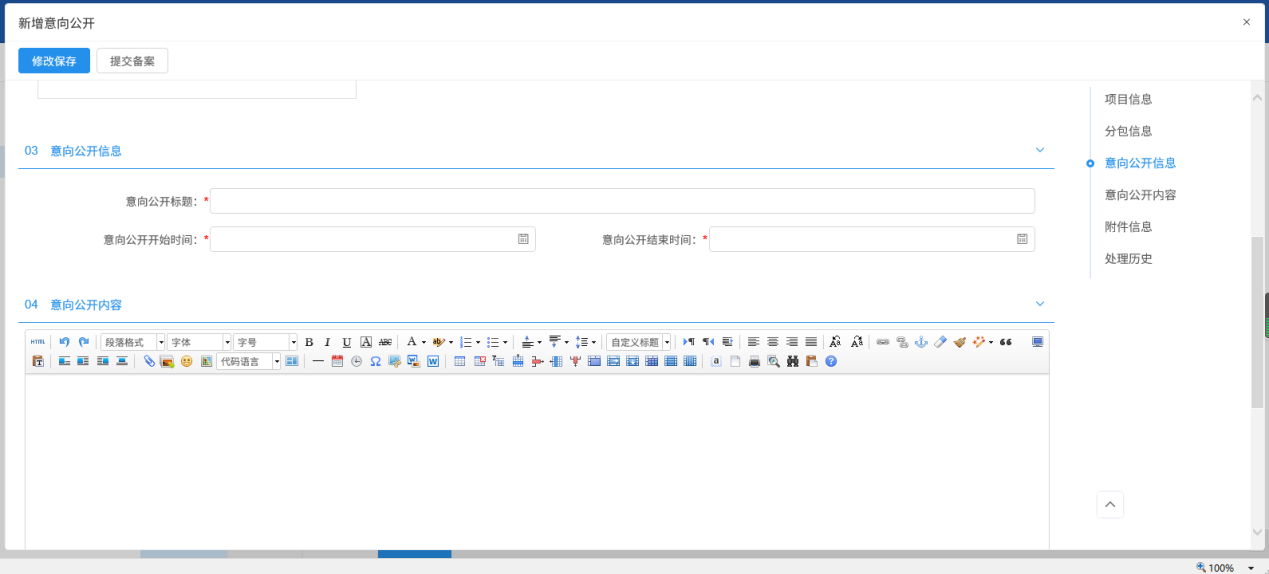 新增意向公开
×
修改保存 提交备案
项目信息
分包信息
03 意向公开信息
意向公开信息
意向公开内容
意向公开标题：*
附件信息
意向公开开始时间：* 意向公开结束时间：*
处理历史
04 意向公开内容
HTML 段落格式 字体 字号 B I U A ABC A ab 自定义标题
代码语言 Ω W a ?
100%